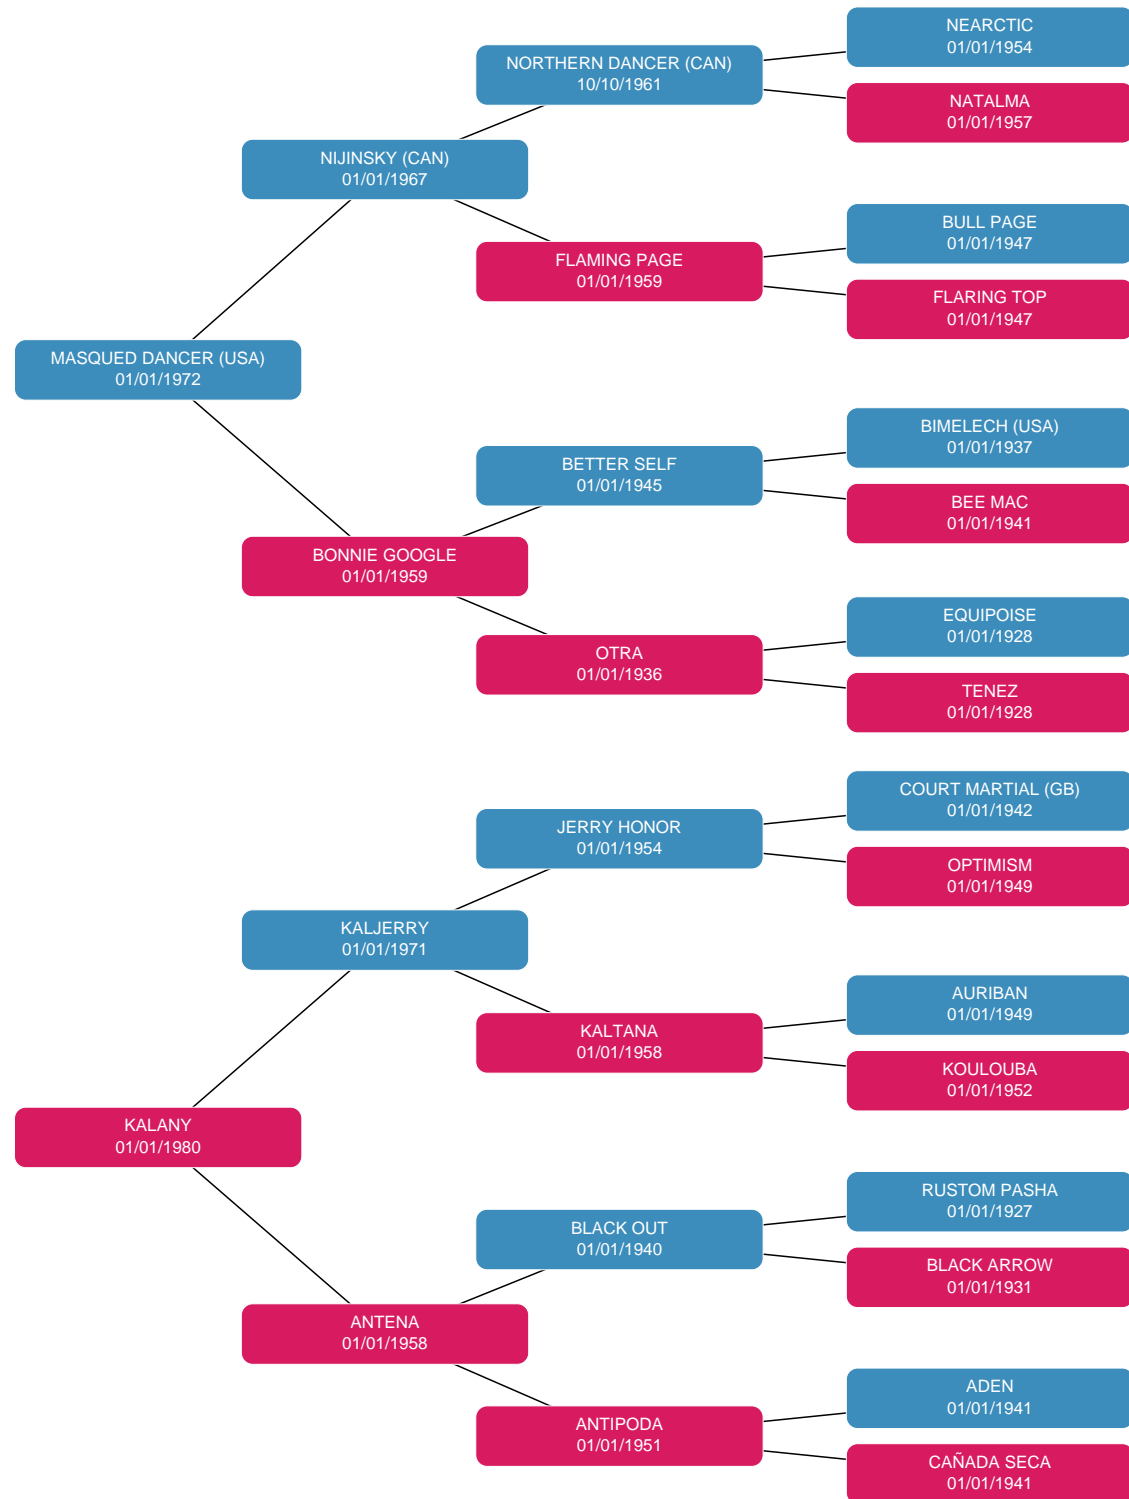 NEARCTIC
01/01/1954
NORTHERN DANCER (CAN)
10/10/1961
NATALMA
01/01/1957
NIJINSKY (CAN)
01/01/1967
BULL PAGE
01/01/1947
FLAMING PAGE
01/01/1959
FLARING TOP
01/01/1947
MASQUED DANCER (USA)
01/01/1972
BIMELECH (USA)
01/01/1937
BETTER SELF
01/01/1945
BEE MAC
01/01/1941
BONNIE GOOGLE
01/01/1959
EQUIPOISE
01/01/1928
OTRA
01/01/1936
TENEZ
01/01/1928
COURT MARTIAL (GB)
01/01/1942
JERRY HONOR
01/01/1954
OPTIMISM
01/01/1949
KALJERRY
01/01/1971
AURIBAN
01/01/1949
KALTANA
01/01/1958
KOULOUBA
01/01/1952
KALANY
01/01/1980
RUSTOM PASHA
01/01/1927
BLACK OUT
01/01/1940
BLACK ARROW
01/01/1931
ANTENA
01/01/1958
ADEN
01/01/1941
ANTIPODA
01/01/1951
CAÑADA SECA
01/01/1941